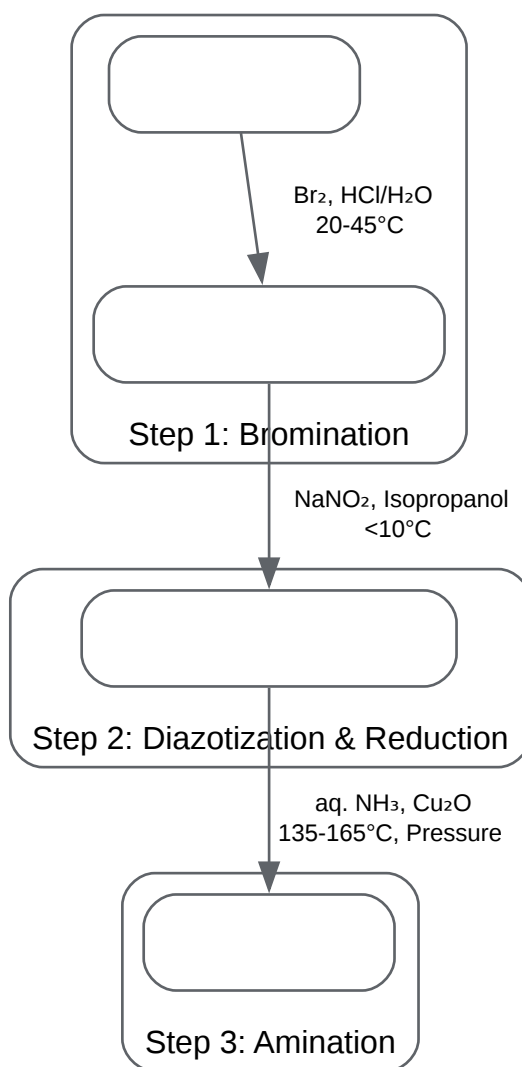 Br₂, HCl/H₂O
20-45°C
Step 1: Bromination
NaNO₂, Isopropanol
<10°C
Step 2: Diazotization & Reduction
aq. NH₃, Cu₂O
135-165°C, Pressure
Step 3: Amination